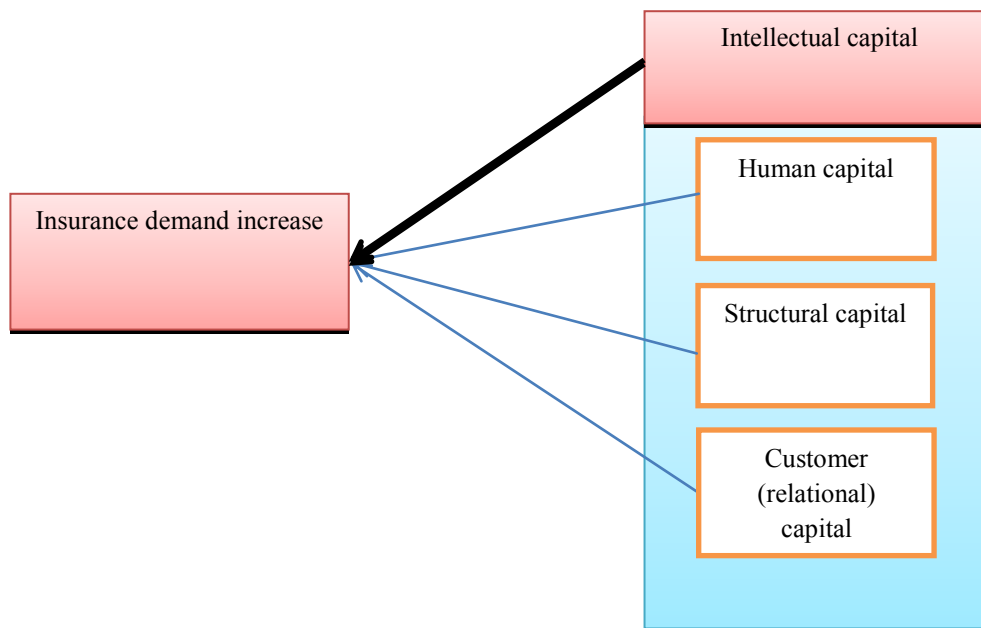 Intellectual capital
Human capital
Insurance demand increase
Structural capital
Customer
(relational)
capital